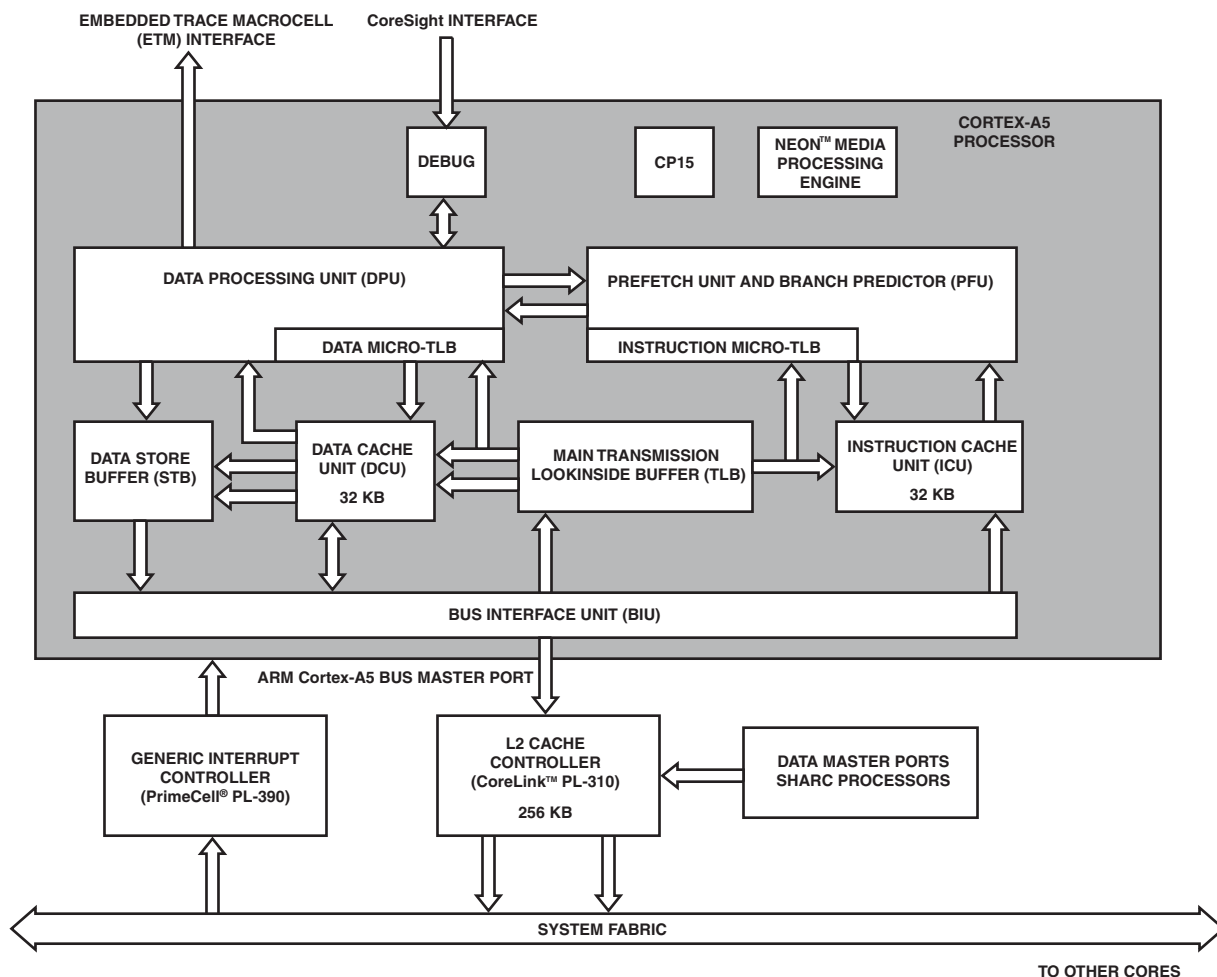 EMBEDDED TRACE MACROCELL
(ETM) INTERFACE
CoreSight INTERFACE
CORTEX-A5
PROCESSOR
DEBUG
CP15
NEON™ MEDIA
PROCESSING
ENGINE
DATA PROCESSING UNIT (DPU)
PREFETCH UNIT AND BRANCH PREDICTOR (PFU)
DATA MICRO-TLB
INSTRUCTION MICRO-TLB
DATA STORE
BUFFER (STB)
DATA CACHE
UNIT (DCU)
32 KB
MAIN TRANSMISSION
LOOKINSIDE BUFFER (TLB)
INSTRUCTION CACHE
UNIT (ICU)
32 KB
BUS INTERFACE UNIT (BIU)
ARM Cortex-A5 BUS MASTER PORT
GENERIC INTERRUPT
CONTROLLER
(PrimeCell® PL-390)
L2 CACHE
CONTROLLER
(CoreLink™ PL-310)
256 KB
DATA MASTER PORTS
SHARC PROCESSORS
SYSTEM FABRIC
TO OTHER CORES